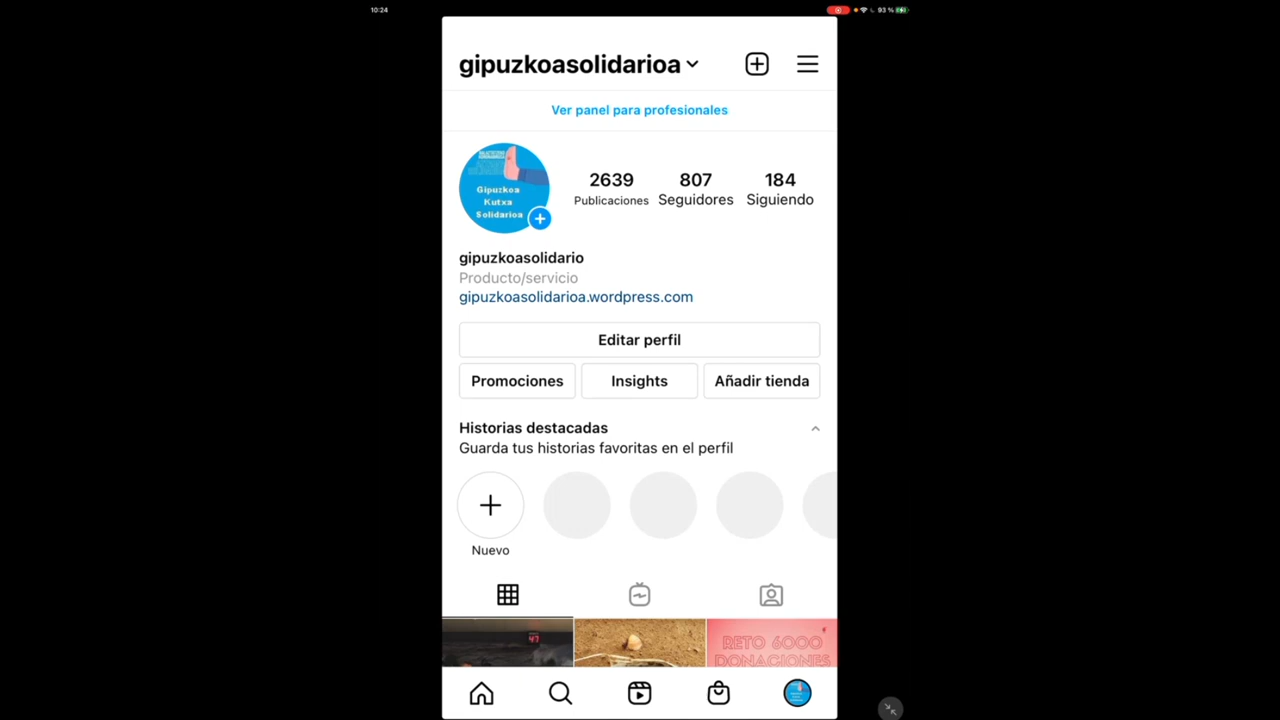 10:24
93 %
gipuzkoasolidarioa
Ver panel para profesionales
Gipuzkoa
Kutxa
Solidarioa
2639
Publicaciones
807
Seguidores
184
Siguiendo
gipuzkoasolidario
Producto/servicio
gipuzkoasolidarioa.wordpress.com
Editar perfil
Promociones
Insights
Añadir tienda
Historias destacadas
Guarda tus historias favoritas en el perfil
Nuevo
47
RETO 6000
DONACIONES